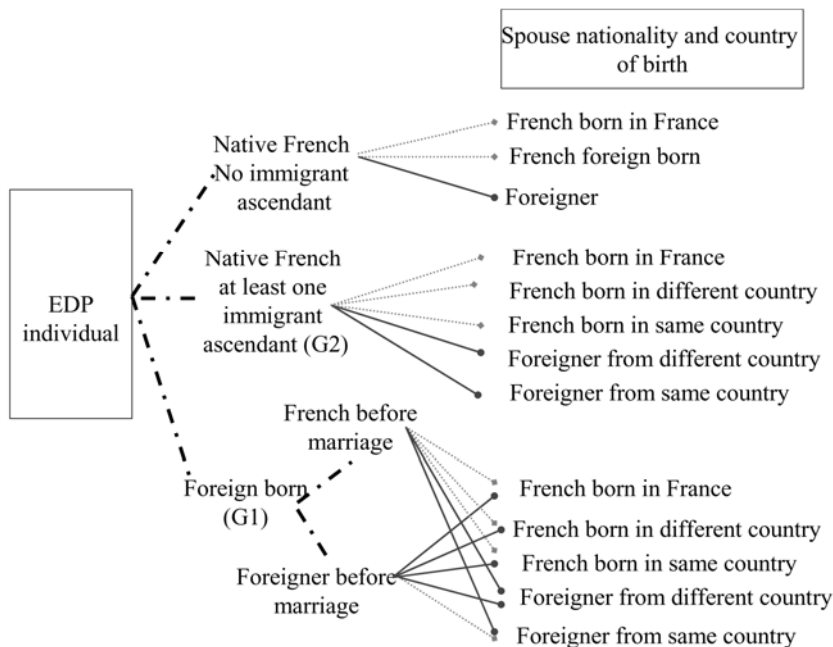 Spouse nationality and country
of birth
EDP
individual
Native French
No immigrant
ascendant
French born in France
French foreign born
Foreigner
Native French
at least one
immigrant
ascendant (G2)
French born in France
French born in different country
French born in same country
Foreigner from different country
Foreigner from same country
Foreign born
(G1)
French before
marriage
Foreigner before
marriage
French born in France
French born in different country
French born in same country
Foreigner from different country
Foreigner from same country